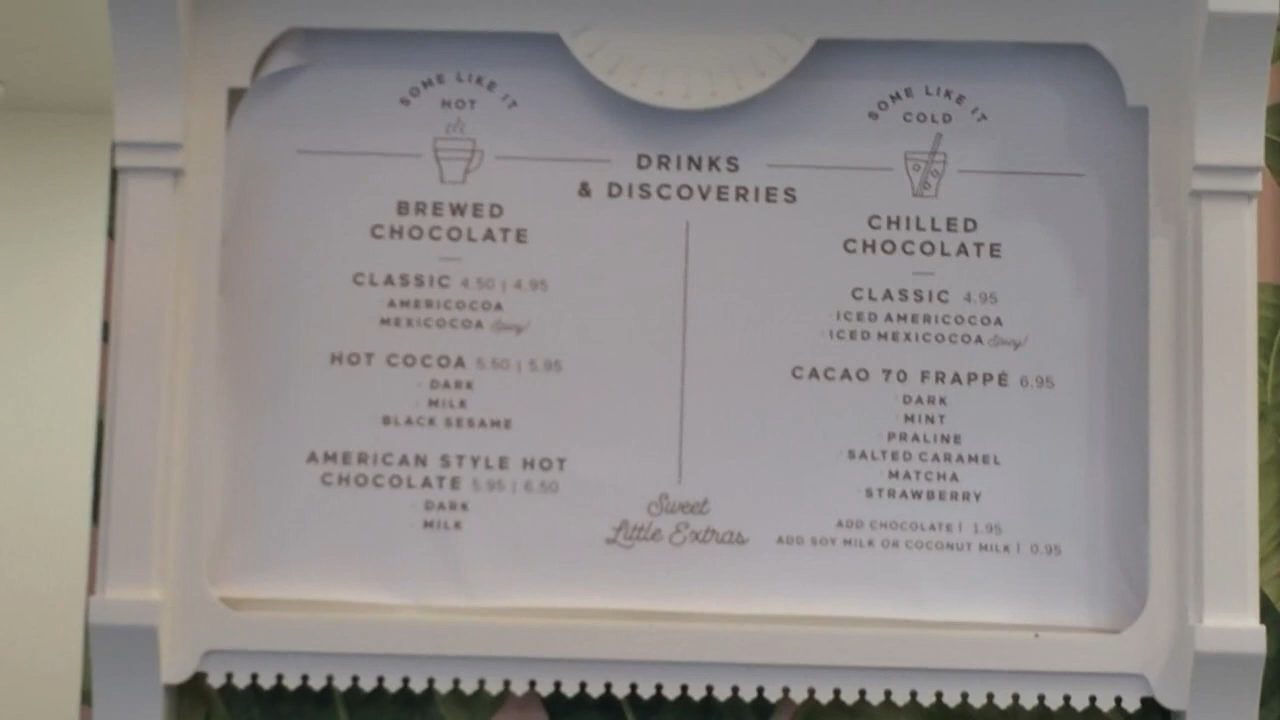 SOME LIKE IT
HOT
SOME LIKE IT
COLD
DRINKS
& DISCOVERIES
BREWED
CHOCOLATE
CLASSIC 4.50 | 4.95
AMERICOCOA
MEXICOCOA Spicy!
HOT COCOA 5.50 | 5.95
· DARK
· MILK
BLACK SESAME
AMERICAN STYLE HOT
CHOCOLATE 5.95 | 6.50
· DARK
· MILK
CHILLED
CHOCOLATE
CLASSIC 4.95
· ICED AMERICOCOA
· ICED MEXICOCOA Spicy!
CACAO 70 FRAPPÉ 6.95
· DARK
· MINT
· PRALINE
· SALTED CARAMEL
· MATCHA
· STRAWBERRY
Sweet
Little Extras
ADD CHOCOLATE | 1.95
ADD SOY MILK OR COCONUT MILK | 0.95